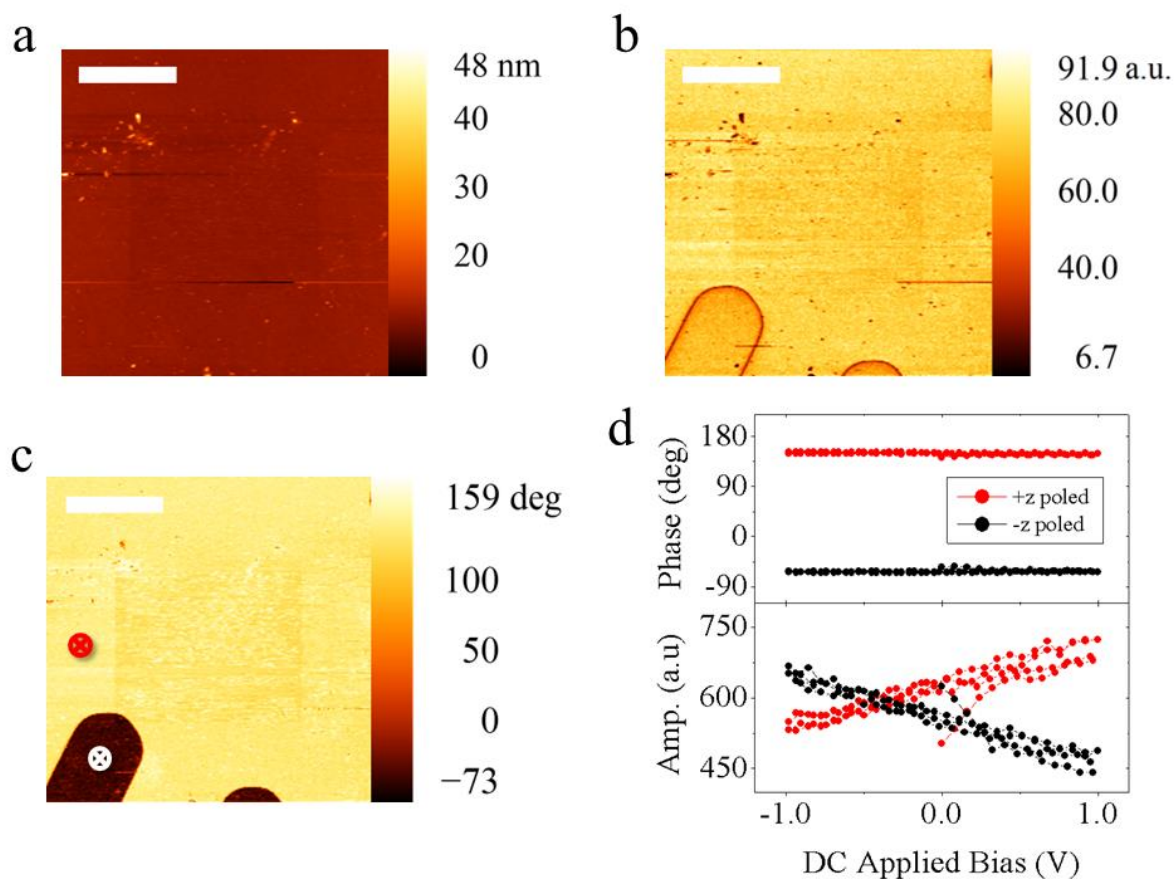 a
48 nm
40
30
20
0
b
91.9 a.u.
80.0
60.0
40.0
6.7
c
159 deg
100
50
0
−73
d
Phase (deg)
180
90
0
-90
+z poled
-z poled
Amp. (a.u)
750
600
450
-1.0
0.0
1.0
DC Applied Bias (V)